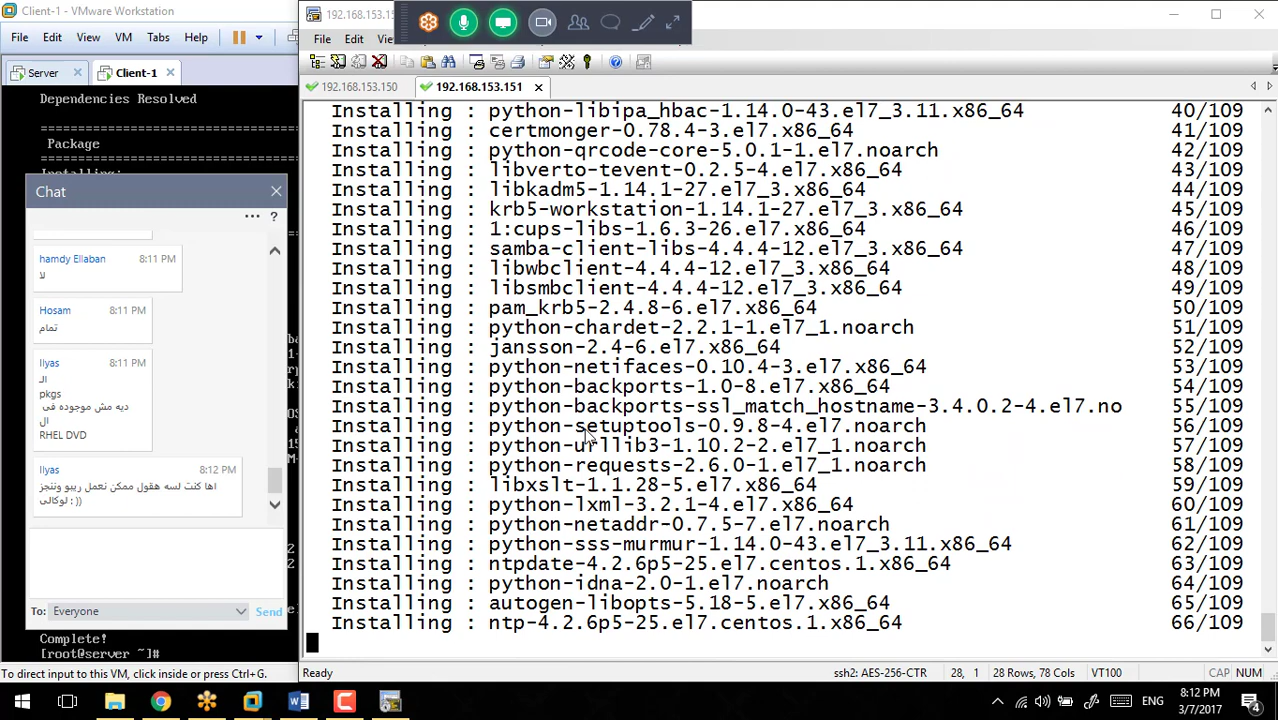 Client-1 - VMware Workstation
File Edit View VM Tabs Help
Server Client-1
Dependencies Resolved
Package
Installing:
Complete!
[root@server ~]#
To direct input to this VM, click inside or press Ctrl+G.
Chat
hamdy Ellaban 8:11 PM
لا
Hosam 8:11 PM
تمام
Ilyas 8:11 PM
الـ
pkgs
ديه مش موجوده فى
ال
RHEL DVD
Ilyas 8:12 PM
اها كنت لسه هقول ممكن نعمل ريبو وننجز
لوكالى : ))
To: Everyone Send
192.168.153.15
File Edit
192.168.153.150 192.168.153.151
Installing : python-libipa_hbac-1.14.0-43.el7_3.11.x86_64 40/109
Installing : certmonger-0.78.4-3.el7.x86_64 41/109
Installing : python-qrcode-core-5.0.1-1.el7.noarch 42/109
Installing : libverto-tevent-0.2.5-4.el7.x86_64 43/109
Installing : libkadm5-1.14.1-27.el7_3.x86_64 44/109
Installing : krb5-workstation-1.14.1-27.el7_3.x86_64 45/109
Installing : 1:cups-libs-1.6.3-26.el7.x86_64 46/109
Installing : samba-client-libs-4.4.4-12.el7_3.x86_64 47/109
Installing : libwbclient-4.4.4-12.el7_3.x86_64 48/109
Installing : libsmbclient-4.4.4-12.el7_3.x86_64 49/109
Installing : pam_krb5-2.4.8-6.el7.x86_64 50/109
Installing : python-chardet-2.2.1-1.el7_1.noarch 51/109
Installing : jansson-2.4-6.el7.x86_64 52/109
Installing : python-netifaces-0.10.4-3.el7.x86_64 53/109
Installing : python-backports-1.0-8.el7.x86_64 54/109
Installing : python-backports-ssl_match_hostname-3.4.0.2-4.el7.no 55/109
Installing : python-setuptools-0.9.8-4.el7.noarch 56/109
Installing : python-urllib3-1.10.2-2.el7_1.noarch 57/109
Installing : python-requests-2.6.0-1.el7_1.noarch 58/109
Installing : libxslt-1.1.28-5.el7.x86_64 59/109
Installing : python-lxml-3.2.1-4.el7.x86_64 60/109
Installing : python-netaddr-0.7.5-7.el7.noarch 61/109
Installing : python-sss-murmur-1.14.0-43.el7_3.11.x86_64 62/109
Installing : ntpdate-4.2.6p5-25.el7.centos.1.x86_64 63/109
Installing : python-idna-2.0-1.el7.noarch 64/109
Installing : autogen-libopts-5.18-5.el7.x86_64 65/109
Installing : ntp-4.2.6p5-25.el7.centos.1.x86_64 66/109
Ready ssh2: AES-256-CTR 28, 1 28 Rows, 78 Cols VT100 CAP NUM
ENG
8:12 PM
3/7/2017
4